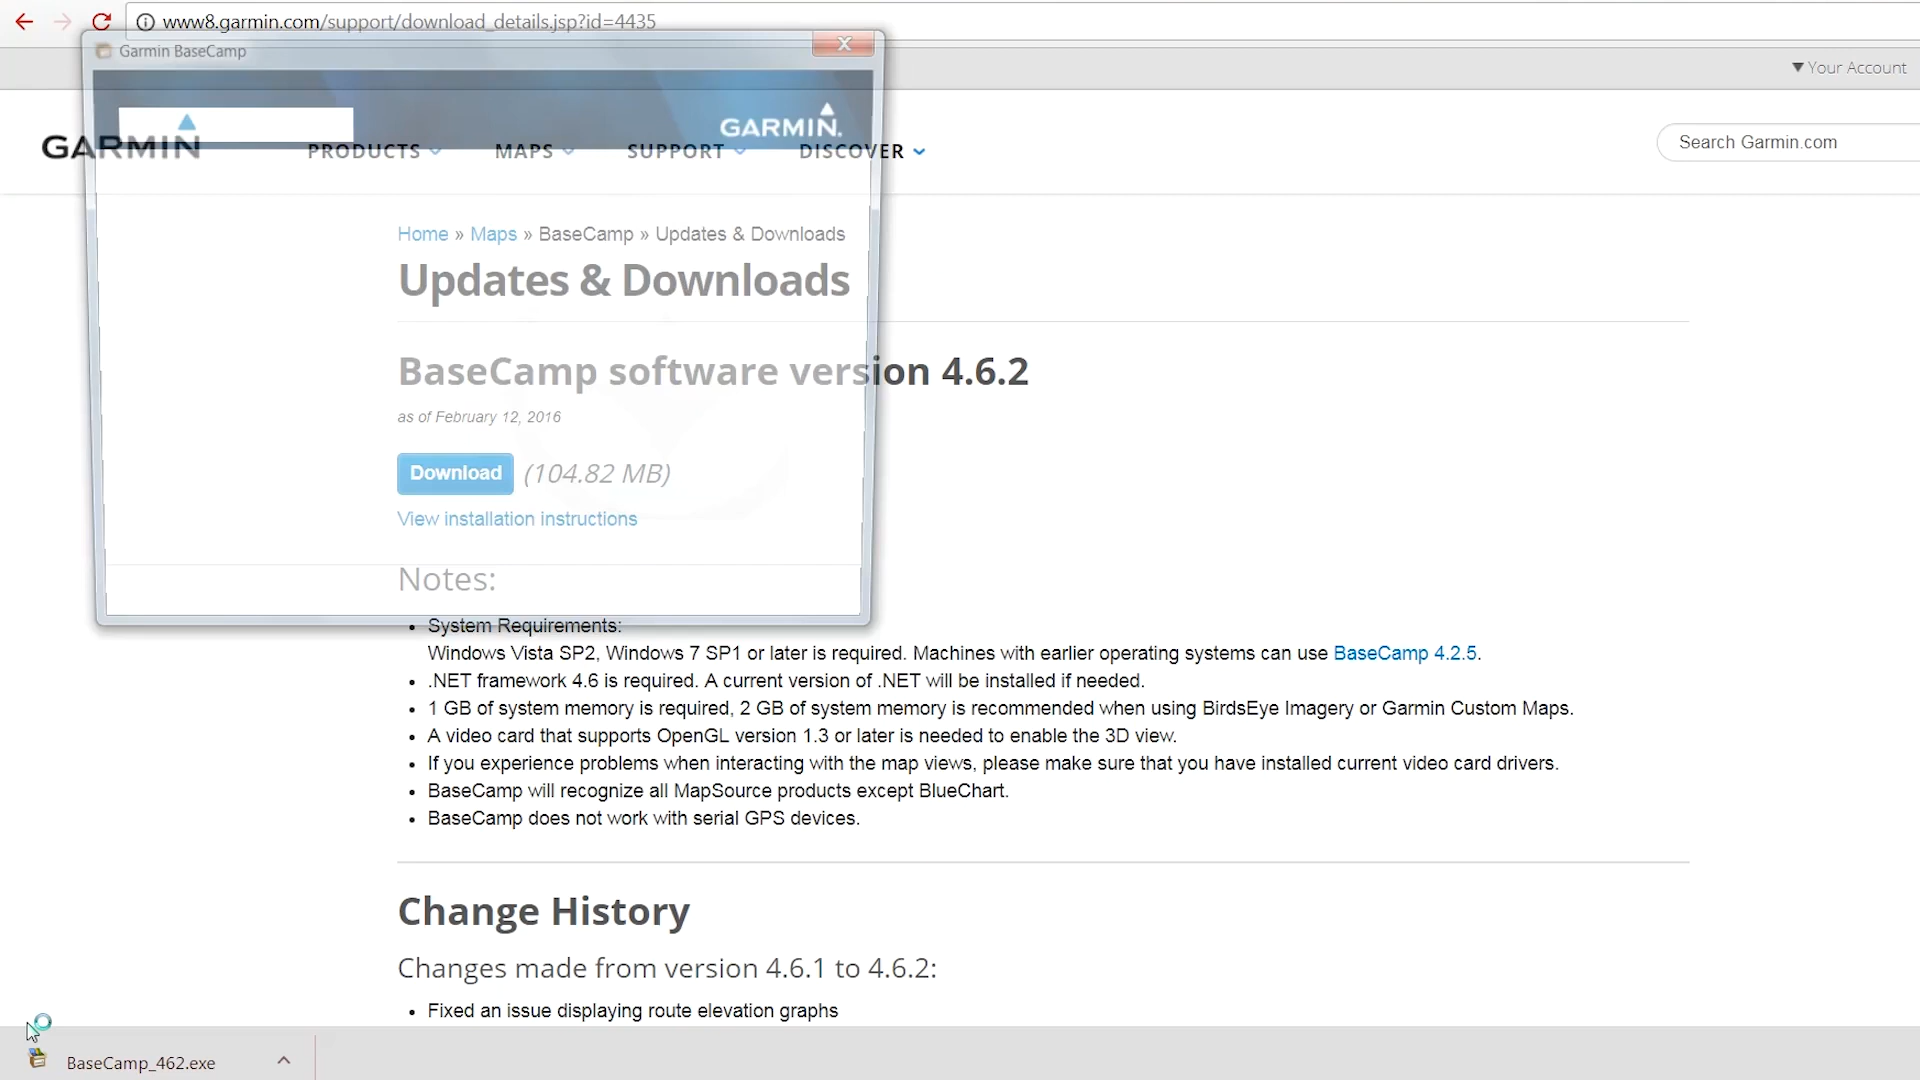 www8.garmin.com/support/download_details.jsp?id=4435
Garmin BaseCamp
Your Account
GARMIN.
GARMIN
PRODUCTS MAPS SUPPORT DISCOVER
Search Garmin.com
Home » Maps » BaseCamp » Updates & Downloads
Updates & Downloads
BaseCamp software version 4.6.2
as of February 12, 2016
Download (104.82 MB)
View installation instructions
Notes:
• System Requirements:
Windows Vista SP2, Windows 7 SP1 or later is required. Machines with earlier operating systems can use BaseCamp 4.2.5.
• .NET framework 4.6 is required. A current version of .NET will be installed if needed.
• 1 GB of system memory is required, 2 GB of system memory is recommended when using BirdsEye Imagery or Garmin Custom Maps.
• A video card that supports OpenGL version 1.3 or later is needed to enable the 3D view.
• If you experience problems when interacting with the map views, please make sure that you have installed current video card drivers.
• BaseCamp will recognize all MapSource products except BlueChart.
• BaseCamp does not work with serial GPS devices.
Change History
Changes made from version 4.6.1 to 4.6.2:
• Fixed an issue displaying route elevation graphs
BaseCamp_462.exe